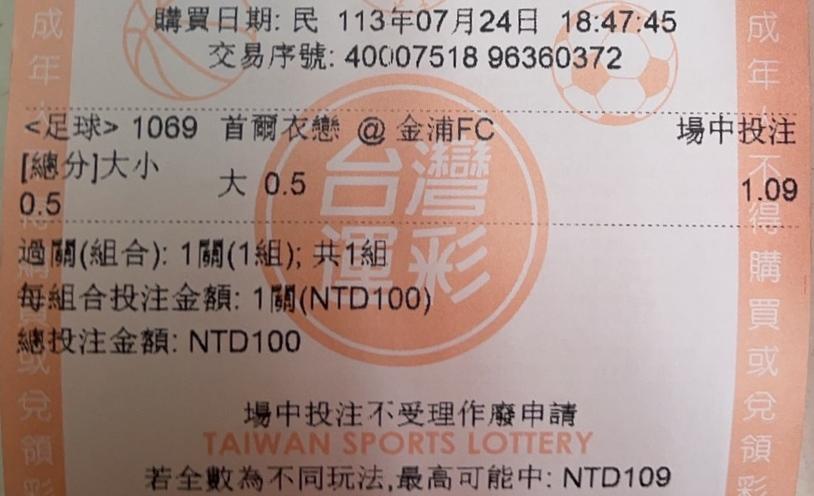 購買日期: 民 113年07月24日 18:47:45
交易序號: 40007518 96360372
<足球> 1069 首爾衣戀 @ 金浦FC 場中投注
[總分]大小
0.5 大 0.5 1.09
過關(組合): 1關(1組); 共1組
每組合投注金額: 1關(NTD100)
總投注金額: NTD100
場中投注不受理作廢申請
TAIWAN SPORTS LOTTERY
若全數為不同玩法,最高可能中: NTD109
台灣
運彩
成年人不得購買或兌領彩